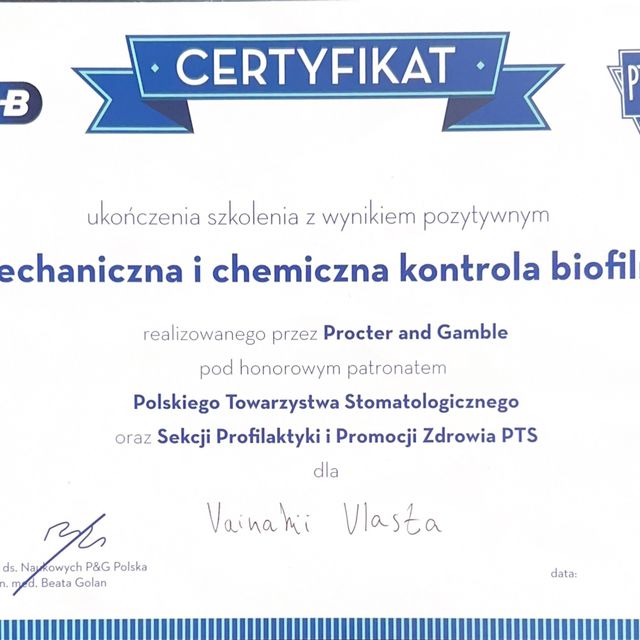 CERTYFIKAT
-B
PT
ukończenia szkolenia z wynikiem pozytywnym
echaniczna i chemiczna kontrola biofil
realizowanego przez Procter and Gamble
pod honorowym patronatem
Polskiego Towarzystwa Stomatologicznego
oraz Sekcji Profilaktyki i Promocji Zdrowia PTS
dla
Vlasta
ds. Naukowych P&G Polska
n. med. Beata Golan
data: